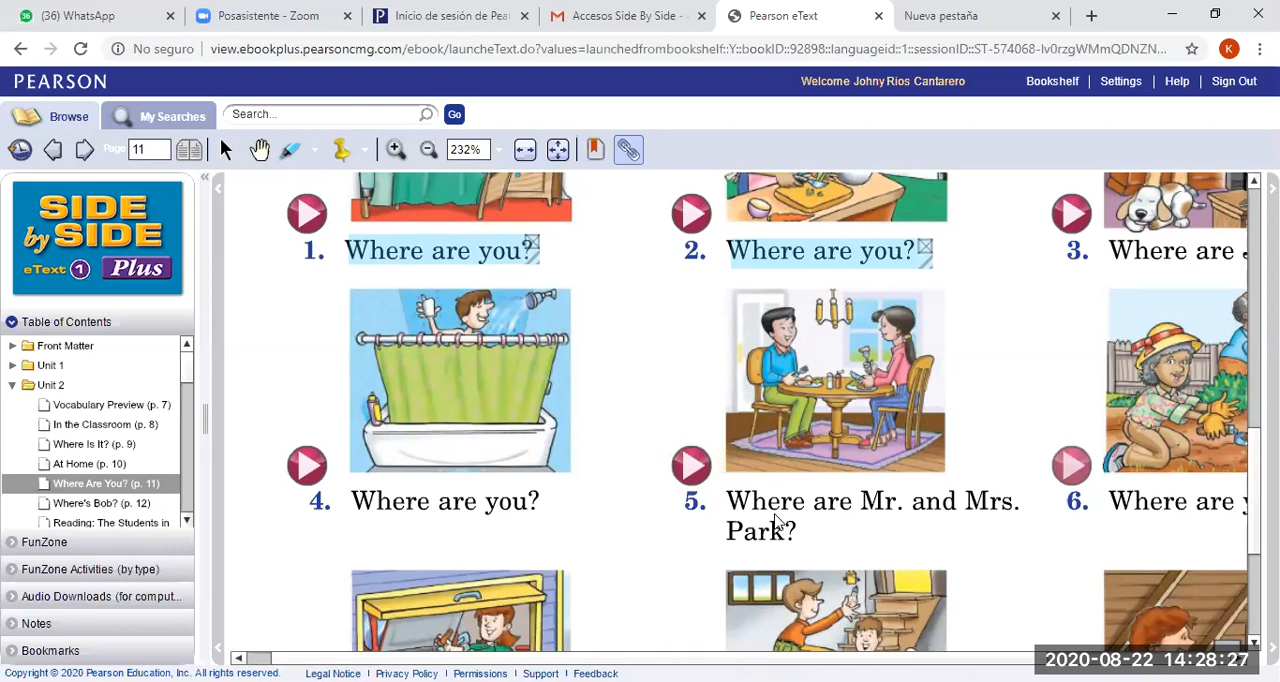 (36) WhatsApp
Posasistente - Zoom
Inicio de sesión de Pea
Accesos Side By Side -
Pearson eText
Nueva pestaña
No seguro
view.ebookplus.pearsoncmg.com/ebook/launcheText.do?values=launchedfrombookshelf::Y::bookID::92898::languageid::1::sessionID::ST-574068-lv0rzgWMmQDNZN...
K
PEARSON
Welcome Johny Rios Cantarero
Bookshelf
Settings
Help
Sign Out
Browse
My Searches
Search...
Go
Page 11
232%
SIDE
by SIDE
eText 1 Plus
Table of Contents
Front Matter
Unit 1
Unit 2
Vocabulary Preview (p. 7)
In the Classroom (p. 8)
Where Is It? (p. 9)
At Home (p. 10)
Where Are You? (p. 11)
Where's Bob? (p. 12)
Reading: The Students in
FunZone
FunZone Activities (by type)
Audio Downloads (for comput...
Notes
Bookmarks
1. Where are you?
2. Where are you?
3. Where are
4. Where are you?
5. Where are Mr. and Mrs.
Park?
6. Where are
2020-08-22 14:28:27
Copyright © 2020 Pearson Education, Inc. All rights reserved.
Legal Notice
Privacy Policy
Permissions
Support
Feedback